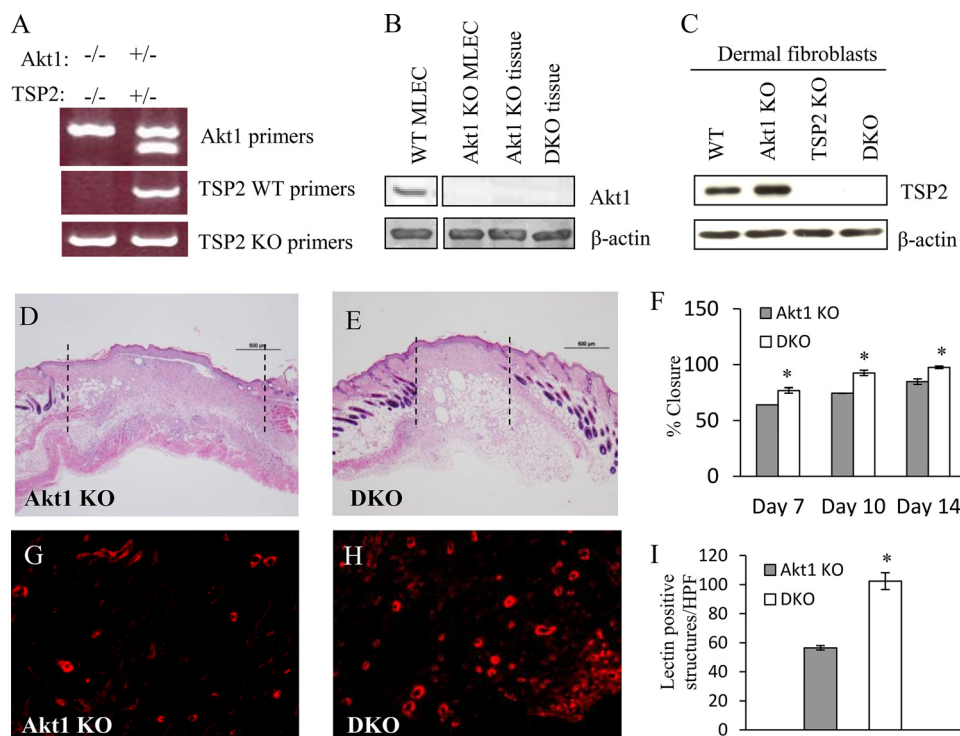 A
Akt1: -/- +/-
TSP2: -/- +/-
Akt1 primers
TSP2 WT primers
TSP2 KO primers
B
WT MLEC
Akt1 KO MLEC
Akt1 KO tissue
DKO tissue
Akt1
β-actin
C
Dermal fibroblasts
WT
Akt1 KO
TSP2 KO
DKO
TSP2
β-actin
D
Akt1 KO
E
DKO
F
% Closure
150
100
50
0
Akt1 KO
DKO
*
*
*
Day 7 Day 10 Day 14
G
Akt1 KO
H
DKO
I
Lectin positive
structures/HPF
120
100
80
60
40
20
0
Akt1 KO
DKO
*